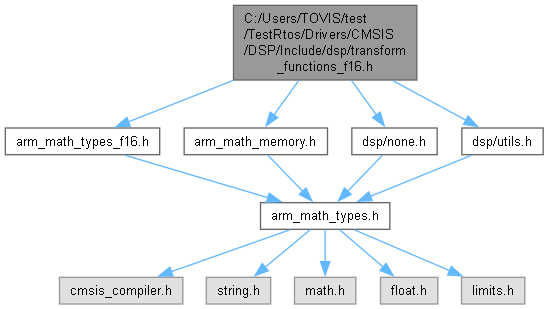 C:/Users/TOVIS/test
/TestRtos/Drivers/CMSIS
/DSP/Include/dsp/transform
_functions_f16.h
arm_math_types_f16.h
arm_math_memory.h
dsp/none.h
dsp/utils.h
arm_math_types.h
cmsis_compiler.h
string.h
math.h
float.h
limits.h